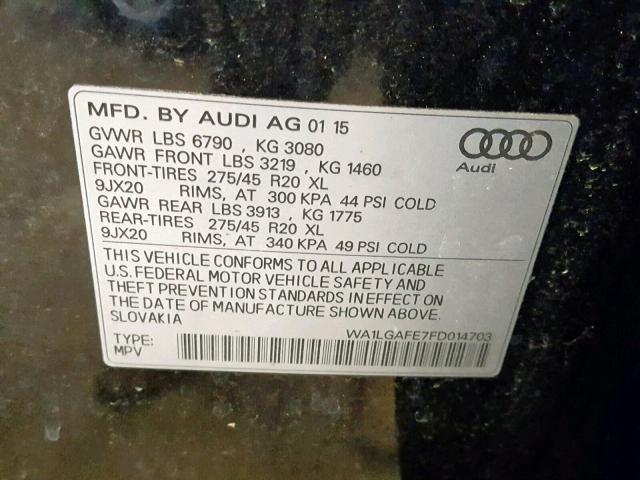 MFD. BY AUDI AG 01 15
GVWR LBS 6790 , KG 3080
GAWR FRONT LBS 3219 , KG 1460
FRONT-TIRES 275/45 R20 XL
9JX20 RIMS, AT 300 KPA 44 PSI COLD
GAWR REAR LBS 3913 , KG 1775
REAR-TIRES 275/45 R20 XL
9JX20 RIMS, AT 340 KPA 49 PSI COLD
Audi
THIS VEHICLE CONFORMS TO ALL APPLICABLE
U.S. FEDERAL MOTOR VEHICLE SAFETY AND
THEFT PREVENTION STANDARDS IN EFFECT ON
THE DATE OF MANUFACTURE SHOWN ABOVE.
SLOVAKIA
WA1LGAFE7FD014703
TYPE:
MPV